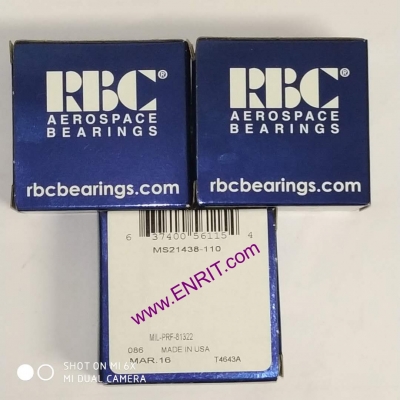 RBC®
AEROSPACE
BEARINGS
rbcbearings.com
RBC®
AEROSPACE
BEARINGS
rbcbearings.com
6 37400 56115 4
MS21438-110
www.ENRIT.com
MIL-PRF-81322
086 MADE IN USA
MAR.16 T4643A
SHOT ON MI 6X
MI DUAL CAMERA